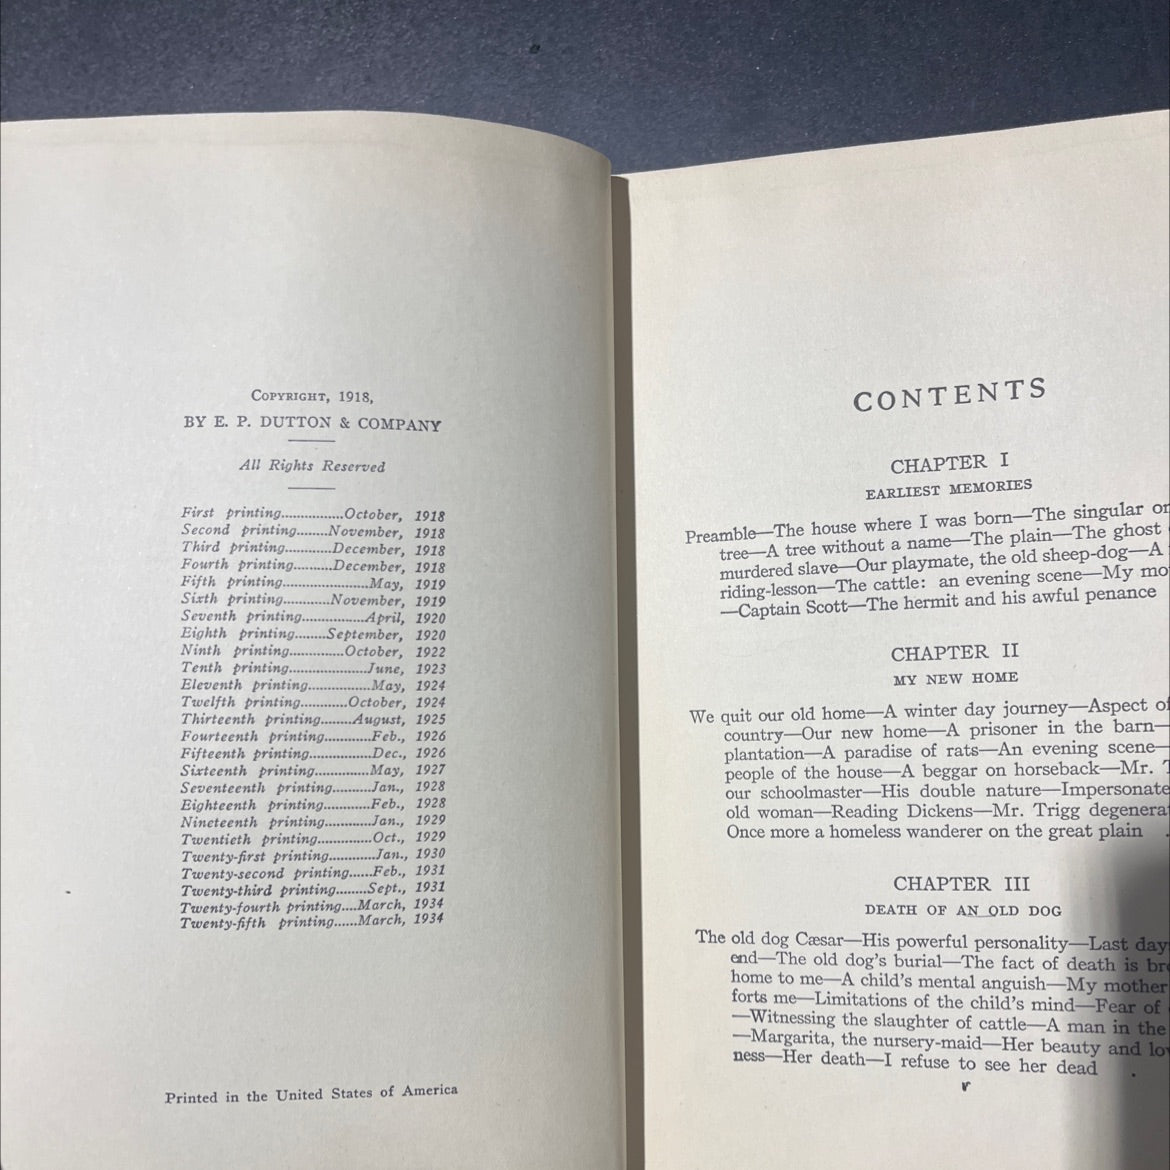 COPYRIGHT, 1918,
BY E. P. DUTTON & COMPANY
All Rights Reserved
First printing................October, 1918
Second printing........November, 1918
Third printing............December, 1918
Fourth printing..........December, 1918
Fifth printing......................May, 1919
Sixth printing............November, 1919
Seventh printing................April, 1920
Eighth printing........September, 1920
Ninth printing............October, 1922
Tenth printing....................June, 1923
Eleventh printing................May, 1924
Twelfth printing............October, 1924
Thirteenth printing........August, 1925
Fourteenth printing............Feb., 1926
Fifteenth printing..............Dec., 1926
Sixteenth printing..............May, 1927
Seventeenth printing..........Jan., 1928
Eighteenth printing............Feb., 1928
Nineteenth printing............Jan., 1929
Twentieth printing..............Oct., 1929
Twenty-first printing............Jan., 1930
Twenty-second printing......Feb., 1931
Twenty-third printing........Sept., 1931
Twenty-fourth printing....March, 1934
Twenty-fifth printing......March, 1934
Printed in the United States of America
CONTENTS
CHAPTER I
EARLIEST MEMORIES
Preamble—The house where I was born—The singular
tree—A tree without a name—The plain—The ghost
murdered slave—Our playmate, the old sheep-dog—A
riding-lesson—The cattle: an evening scene—My
—Captain Scott—The hermit and his awful penance
CHAPTER II
MY NEW HOME
We quit our old home—A winter day journey—Aspect of
country—Our new home—A prisoner in the barn—
plantation—A paradise of rats—An evening scene—
people of the house—A beggar on horseback—Mr.
our schoolmaster—His double nature—Impersonate
old woman—Reading Dickens—Mr. Trigg
Once more a homeless wanderer on the great plain
CHAPTER III
DEATH OF AN OLD DOG
The old dog Cæsar—His powerful personality—Last day
end—The old dog's burial—The fact of death is
home to me—A child's mental anguish—My mother
forts me—Limitations of the child's mind—Fear of
—Witnessing the slaughter of cattle—A man in the
—Margarita, the nursery-maid—Her beauty and
ness—Her death—I refuse to see her dead